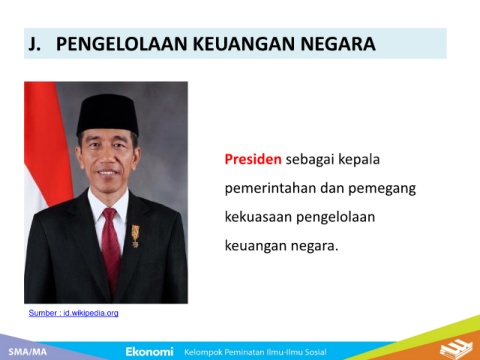 J. PENGELOLAAN KEUANGAN NEGARA
Presiden sebagai kepala
pemerintahan dan pemegang
kekuasaan pengelolaan
keuangan negara.
Sumber : id.wikipedia.org
SMA/MA
Ekonomi Kelompok Peminatan Ilmu-Ilmu Sosial